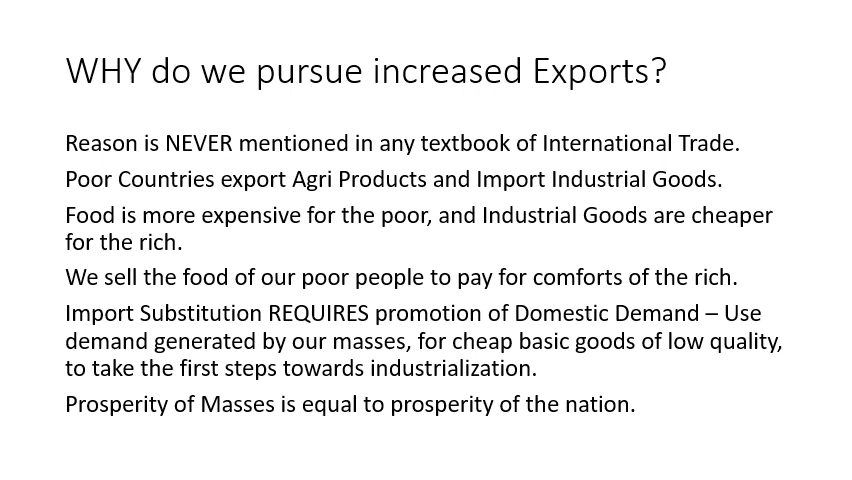 WHY do we pursue increased Exports?
Reason is NEVER mentioned in any textbook of International Trade.
Poor Countries export Agri Products and Import Industrial Goods.
Food is more expensive for the poor, and Industrial Goods are cheaper
for the rich.
We sell the food of our poor people to pay for comforts of the rich.
Import Substitution REQUIRES promotion of Domestic Demand – Use
demand generated by our masses, for cheap basic goods of low quality,
to take the first steps towards industrialization.
Prosperity of Masses is equal to prosperity of the nation.